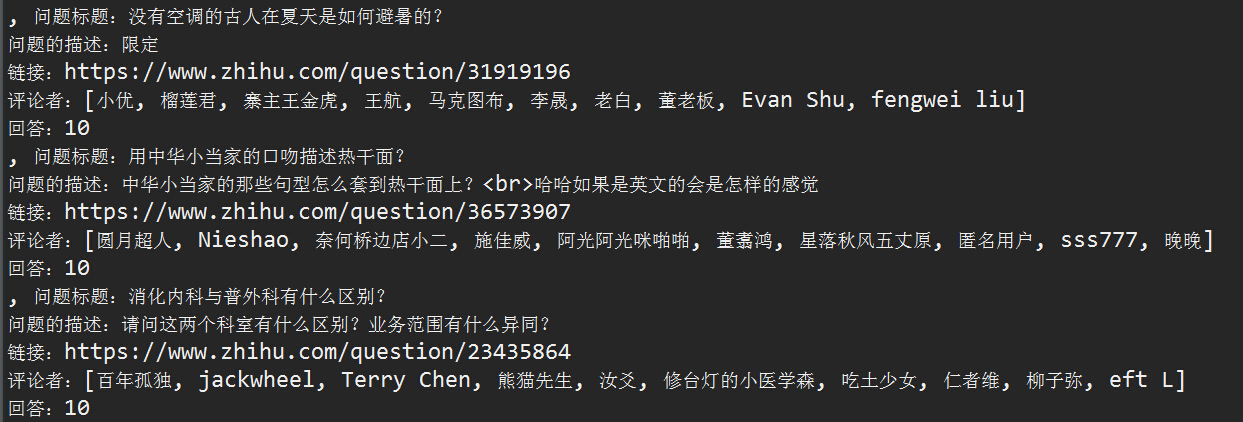 , 问题标题：没有空调的古人在夏天是如何避暑的？
问题的描述：限定
链接：https://www.zhihu.com/question/31919196
评论者：[小优, 榴莲君, 寨主王金虎, 王航, 马克图布, 李晟, 老白, 董老板, Evan Shu, fengwei liu]
回答：10
, 问题标题：用中华小当家的口吻描述热干面？
问题的描述：中华小当家的那些句型怎么套到热干面上？<br>哈哈如果是英文的会是怎样的感觉
链接：https://www.zhihu.com/question/36573907
评论者：[圆月超人, Nieshao, 奈何桥边店小二, 施佳威, 阿光阿光咪啪啪, 董翥鸿, 星落秋风五丈原, 匿名用户, sss777, 晚晚]
回答：10
, 问题标题：消化内科与普外科有什么区别？
问题的描述：请问这两个科室有什么区别？业务范围有什么异同？
链接：https://www.zhihu.com/question/23435864
评论者：[百年孤独, jackwheel, Terry Chen, 熊猫先生, 汝爻, 修台灯的小医学森, 吃土少女, 仁者维, 柳子弥, eft L]
回答：10